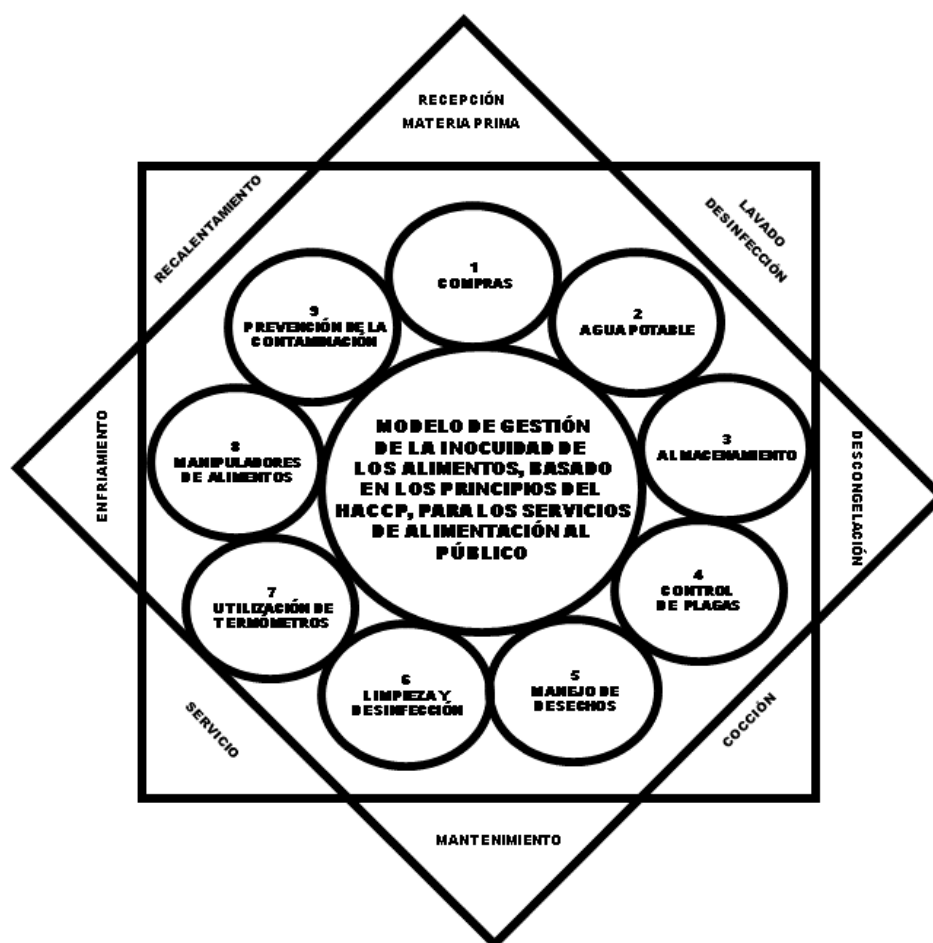 RECEPCIÓN
MATERIA PRIMA
LAVADO
DESINFECCIÓN
DESCONGELACIÓN
COCCIÓN
MANTENIMIENTO
SERVICIO
ENFRIAMIENTO
RECALENTAMIENTO
1
COMPRAS
2
AGUA POTABLE
3
ALMACENAMIENTO
4
CONTROL
DE PLAGAS
5
MANEJO DE
DESECHOS
6
LIMPIEZA Y
DESINFECCIÓN
7
UTILIZACIÓN DE
TERMÓMETROS
8
MANIPULADORES
DE ALIMENTOS
9
PREVENCIÓN DE LA
CONTAMINACIÓN
MODELO DE GESTIÓN
DE LA INOCUIDAD DE
LOS ALIMENTOS, BASADO
EN LOS PRINCIPIOS DEL
HACCP, PARA LOS SERVICIOS
DE ALIMENTACIÓN AL
PÚBLICO